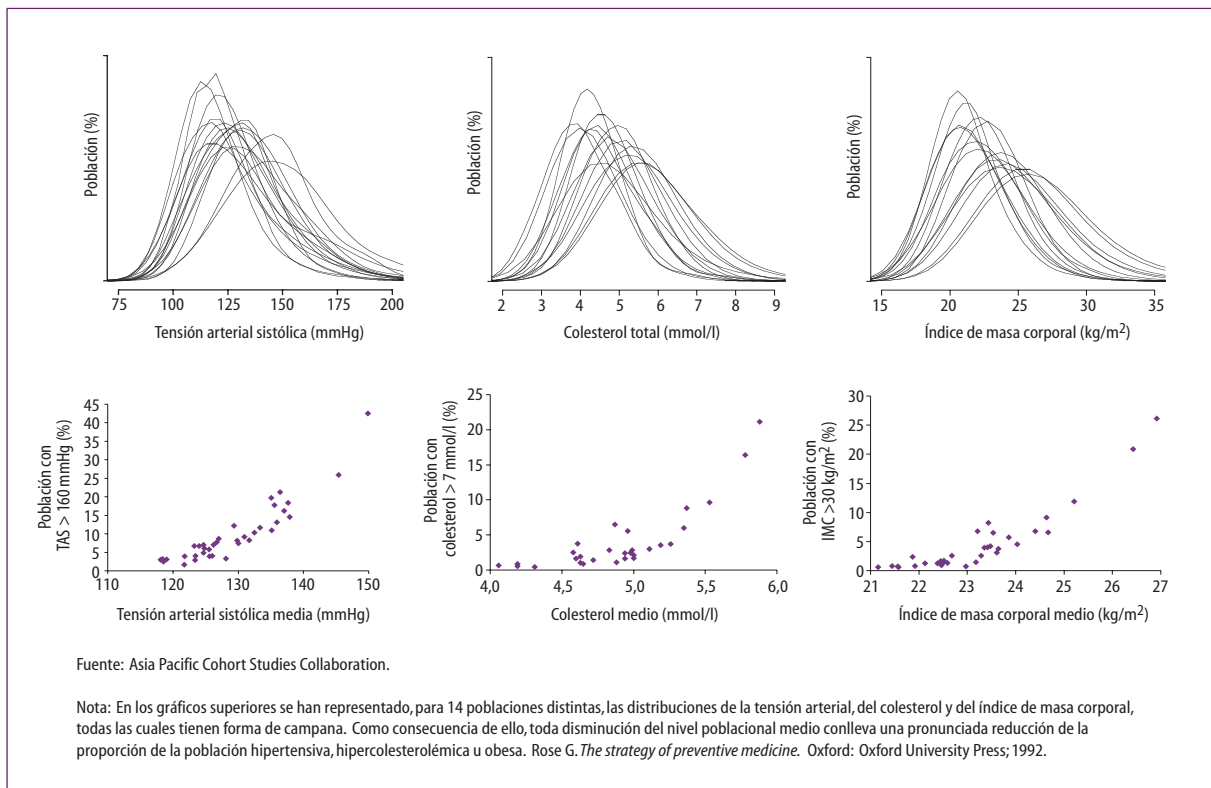 Población (%)
75 100 125 150 175 200
Tensión arterial sistólica (mmHg)
Población (%)
2 3 4 5 6 7 8 9
Colesterol total (mmol/l)
Población (%)
15 20 25 30 35
Índice de masa corporal (kg/m2)
Población con
TAS > 160 mmHg (%)
45
40
35
30
25
20
15
10
5
0
110 120 130 140 150
Tensión arterial sistólica media (mmHg)
Población con
colesterol > 7 mmol/l (%)
25
20
15
10
5
0
4,0 4,5 5,0 5,5 6,0
Colesterol medio (mmol/l)
Población con
IMC >30 kg/m2 (%)
30
25
20
15
10
5
0
21 22 23 24 25 26 27
Índice de masa corporal medio (kg/m2)
Fuente: Asia Pacific Cohort Studies Collaboration.
Nota: En los gráficos superiores se han representado, para 14 poblaciones distintas, las distribuciones de la tensión arterial, del colesterol y del índice de masa corporal,
todas las cuales tienen forma de campana. Como consecuencia de ello, toda disminución del nivel poblacional medio conlleva una pronunciada reducción de la
proporción de la población hipertensiva, hipercolesterolémica u obesa. Rose G. The strategy of preventive medicine. Oxford: Oxford University Press; 1992.